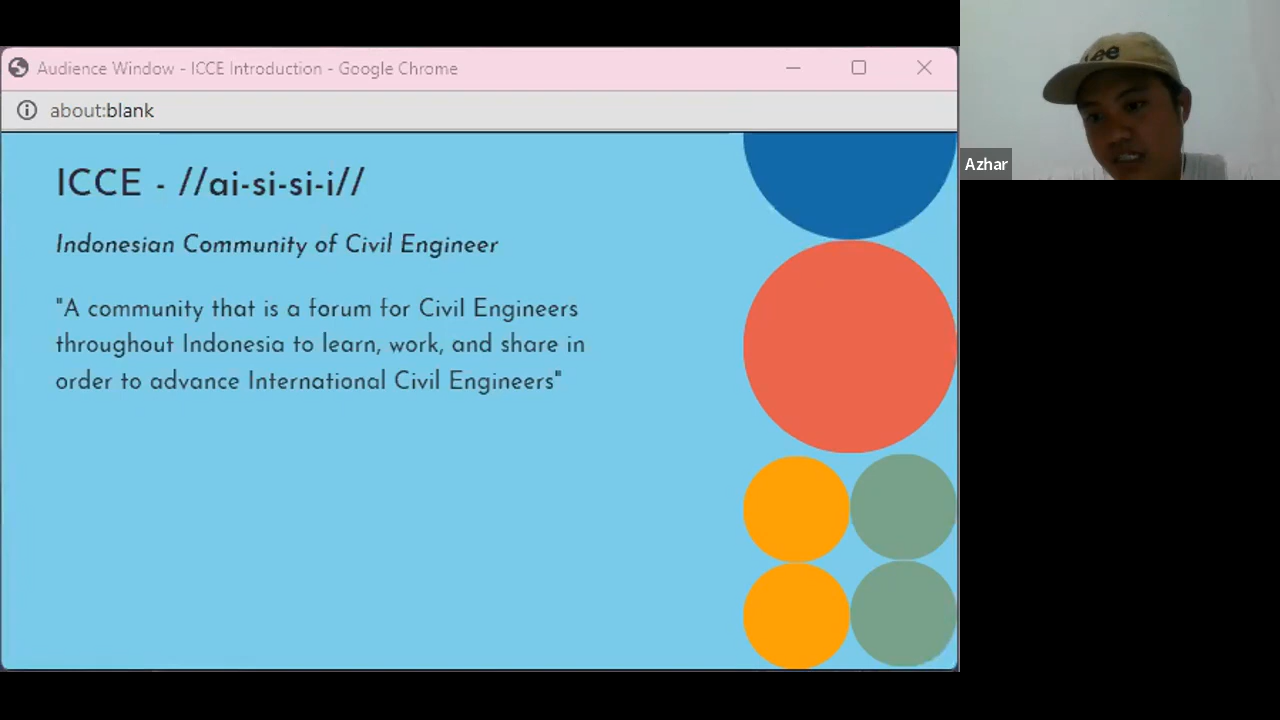 Audience Window - ICCE Introduction - Google Chrome
about:blank
ICCE - //ai-si-si-i//
Indonesian Community of Civil Engineer
"A community that is a forum for Civil Engineers
throughout Indonesia to learn, work, and share in
order to advance International Civil Engineers"
Lee
Azhar